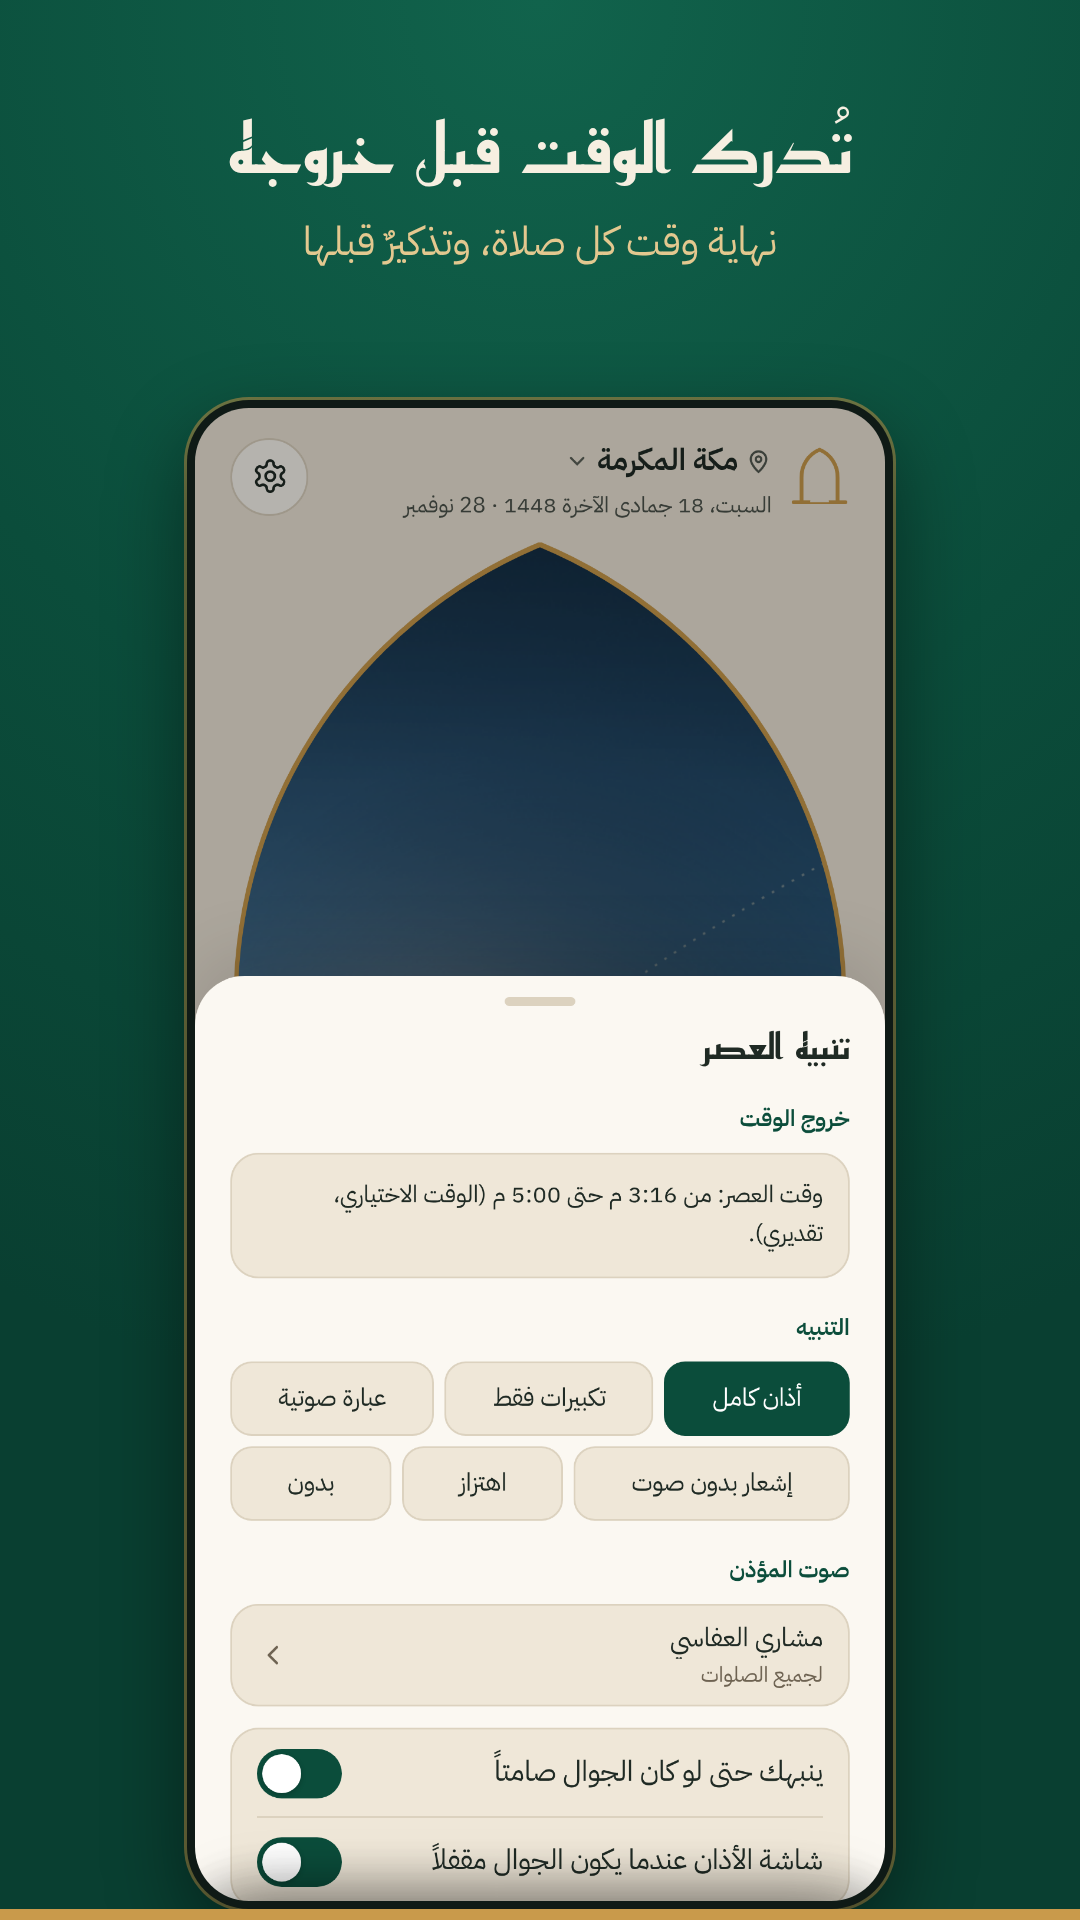 تُدرك الوقت قبل خروجه
نهاية وقت كل صلاة، وتذكيرٌ قبلها
مكة المكرمة
السبت، 18 جمادى الآخرة 1448 · 28 نوفمبر
تنبيه العصر
خروج الوقت
وقت العصر: من 3:16 م حتى 5:00 م (الوقت الاختياري،
تقديري).
التنبيه
أذان كامل
تكبيرات فقط
عبارة صوتية
إشعار بدون صوت
اهتزاز
بدون
صوت المؤذن
مشاري العفاسي
لجميع الصلوات
ينبهك حتى لو كان الجوال صامتاً
شاشة الأذان عندما يكون الجوال مقفلاً